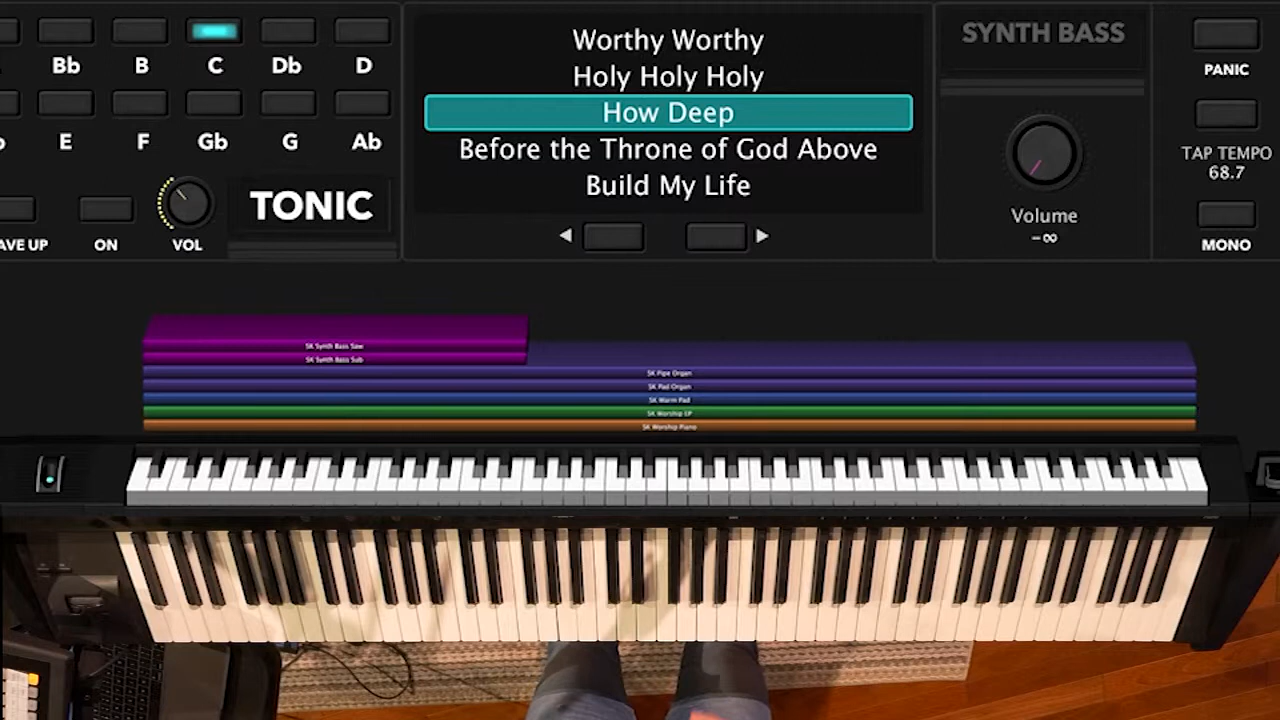 Bb B C Db D
E F Gb G Ab
AVE UP ON VOL
TONIC
Worthy Worthy
Holy Holy Holy
How Deep
Before the Throne of God Above
Build My Life
SYNTH BASS
Volume
-∞
PANIC
TAP TEMPO
68.7
MONO
SK Synth Bass Saw
SK Synth Bass Sub
SK Pipe Organ
SK Pad Organ
SK Warm Pad
SK Worship EP
SK Worship Piano